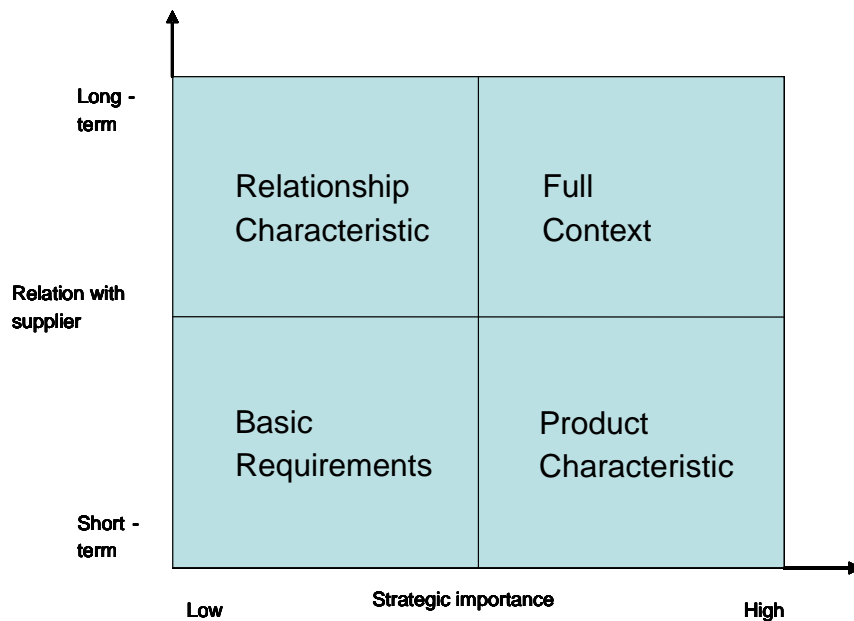 Long -
term
Relationship
Characteristic
Full
Context
Relation with
supplier
Basic
Requirements
Product
Characteristic
Short -
term
Low
Strategic importance
High